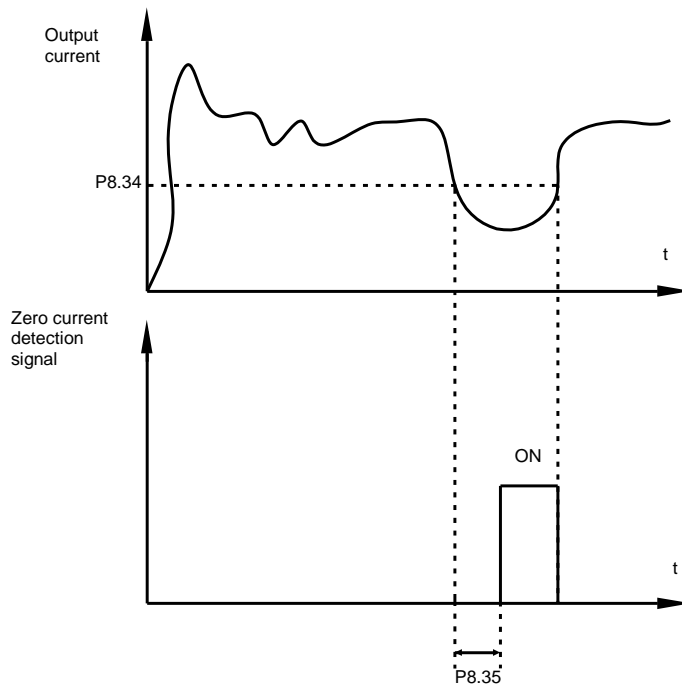 Output
current
P8.34
t
Zero current
detection
signal
ON
t
P8.35